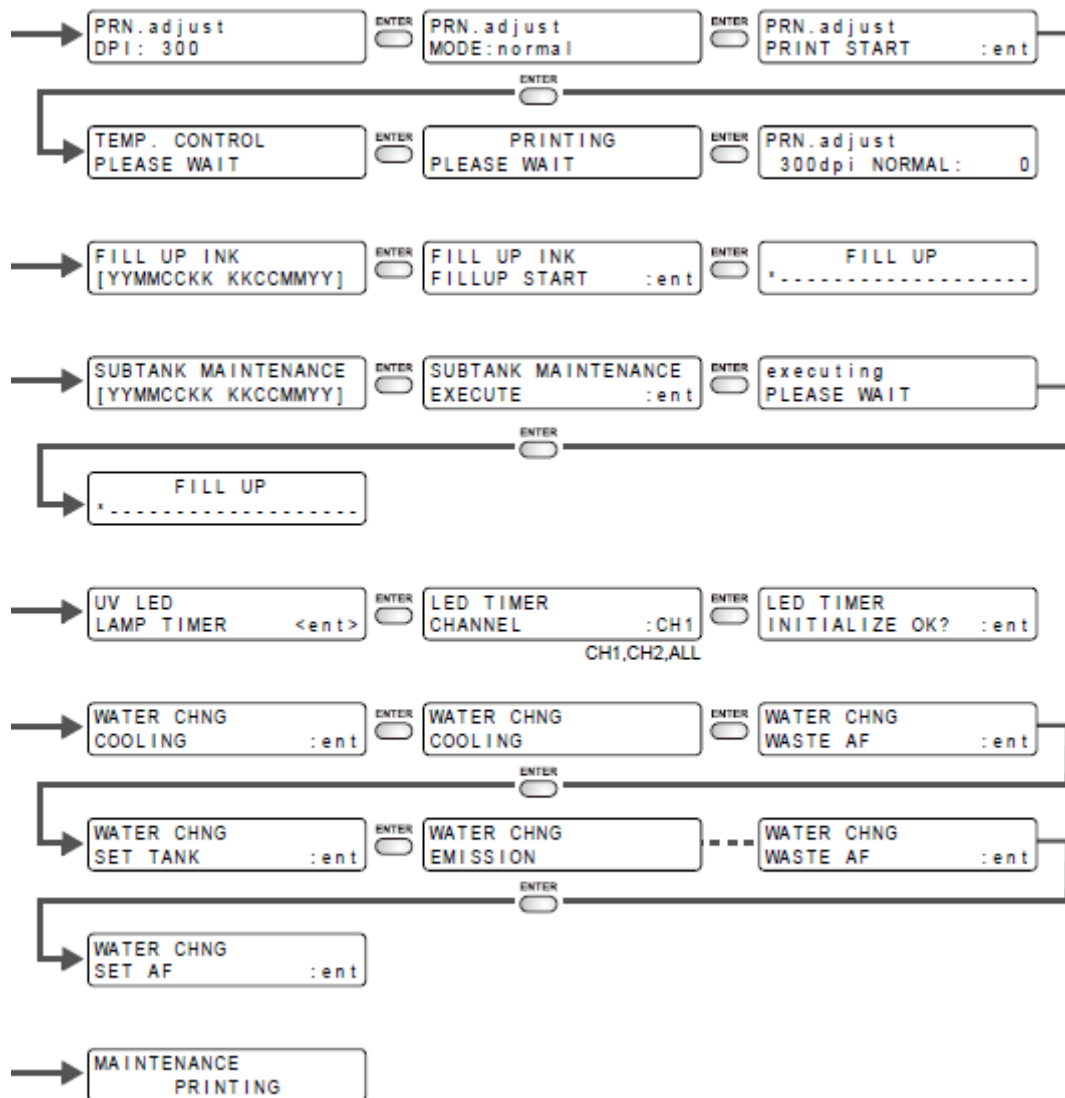 PRN.adjust
DPI: 300
ENTER
PRN.adjust
MODE:normal
ENTER
PRN.adjust
PRINT START :ent
ENTER
TEMP. CONTROL
PLEASE WAIT
ENTER
PRINTING
PLEASE WAIT
ENTER
PRN.adjust
300dpi NORMAL: 0
FILL UP INK
[YYMMCCKK KKCCMMYY]
ENTER
FILL UP INK
FILLUP START :ent
ENTER
FILL UP
*-------------------
SUBTANK MAINTENANCE
[YYMMCCKK KKCCMMYY]
ENTER
SUBTANK MAINTENANCE
EXECUTE :ent
ENTER
executing
PLEASE WAIT
ENTER
FILL UP
*-------------------
UV LED
LAMP TIMER <ent>
ENTER
LED TIMER
CHANNEL :CH1
CH1,CH2,ALL
ENTER
LED TIMER
INITIALIZE OK? :ent
WATER CHNG
COOLING :ent
ENTER
WATER CHNG
COOLING
ENTER
WATER CHNG
WASTE AF :ent
ENTER
WATER CHNG
SET TANK :ent
ENTER
WATER CHNG
EMISSION
WATER CHNG
WASTE AF :ent
ENTER
WATER CHNG
SET AF :ent
MAINTENANCE
PRINTING